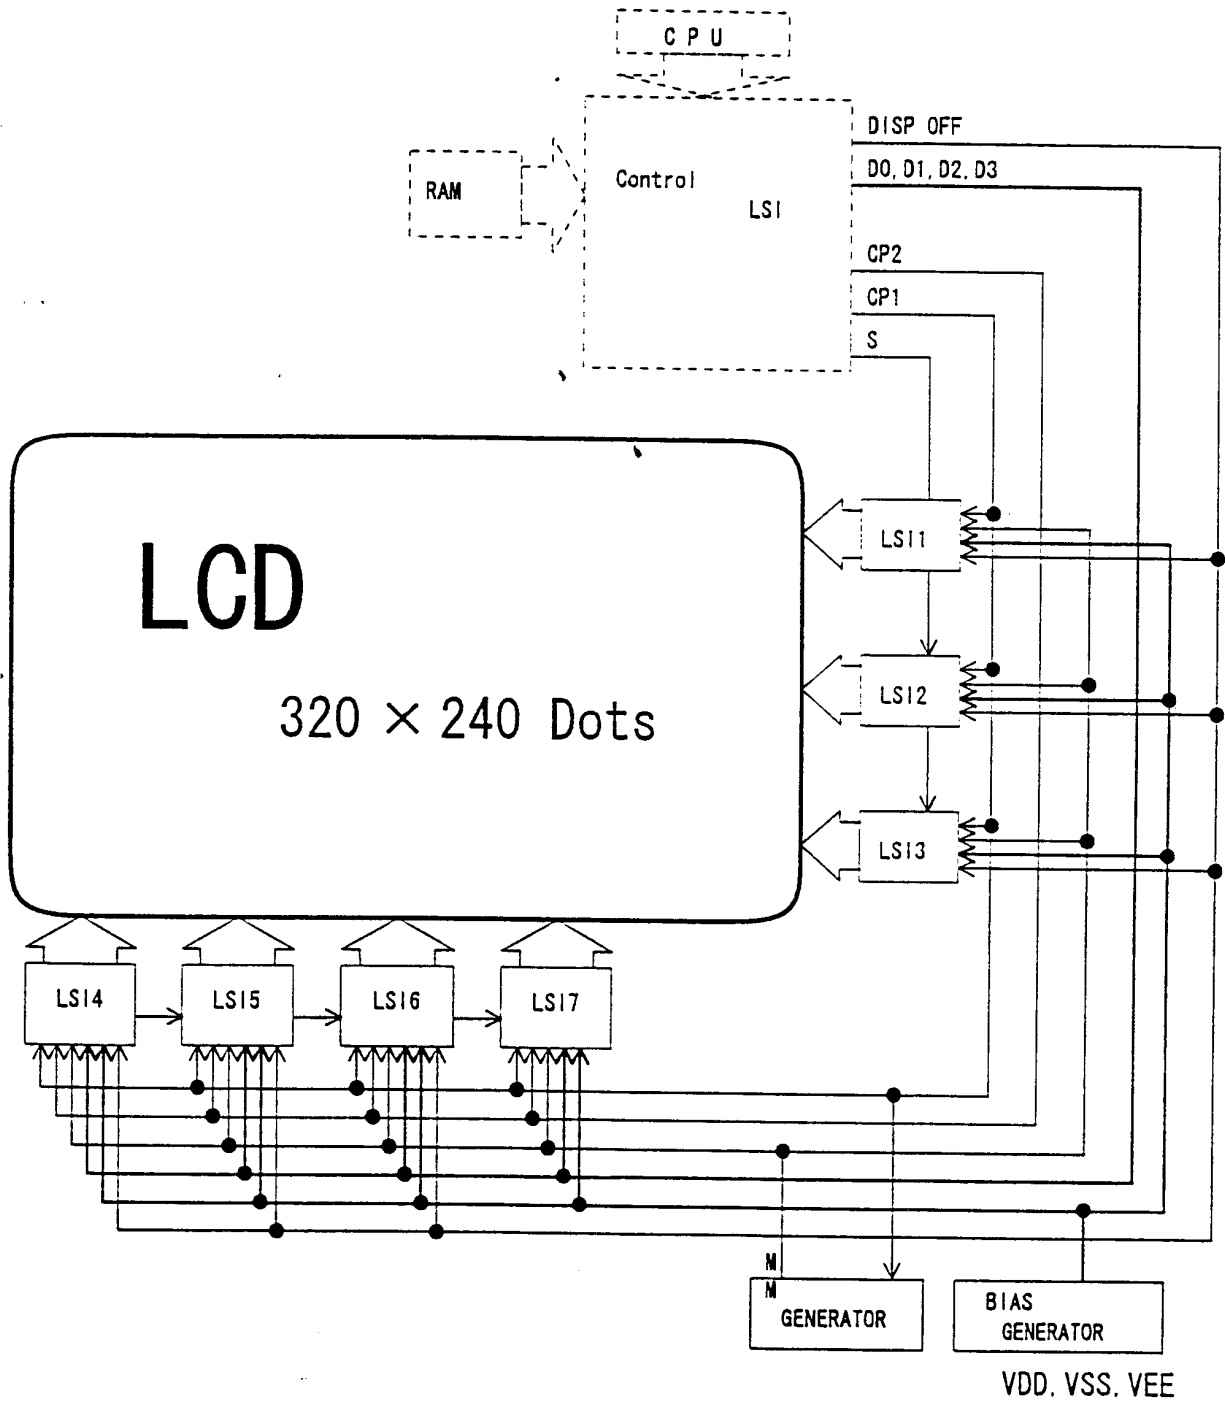 CPU
DISP OFF
D0, D1, D2, D3
RAM
Control
LSI
CP2
CP1
S
LCD
320 × 240 Dots
LSI1
LSI2
LSI3
LSI4
LSI5
LSI6
LSI7
M
M
GENERATOR
BIAS
GENERATOR
VDD, VSS, VEE